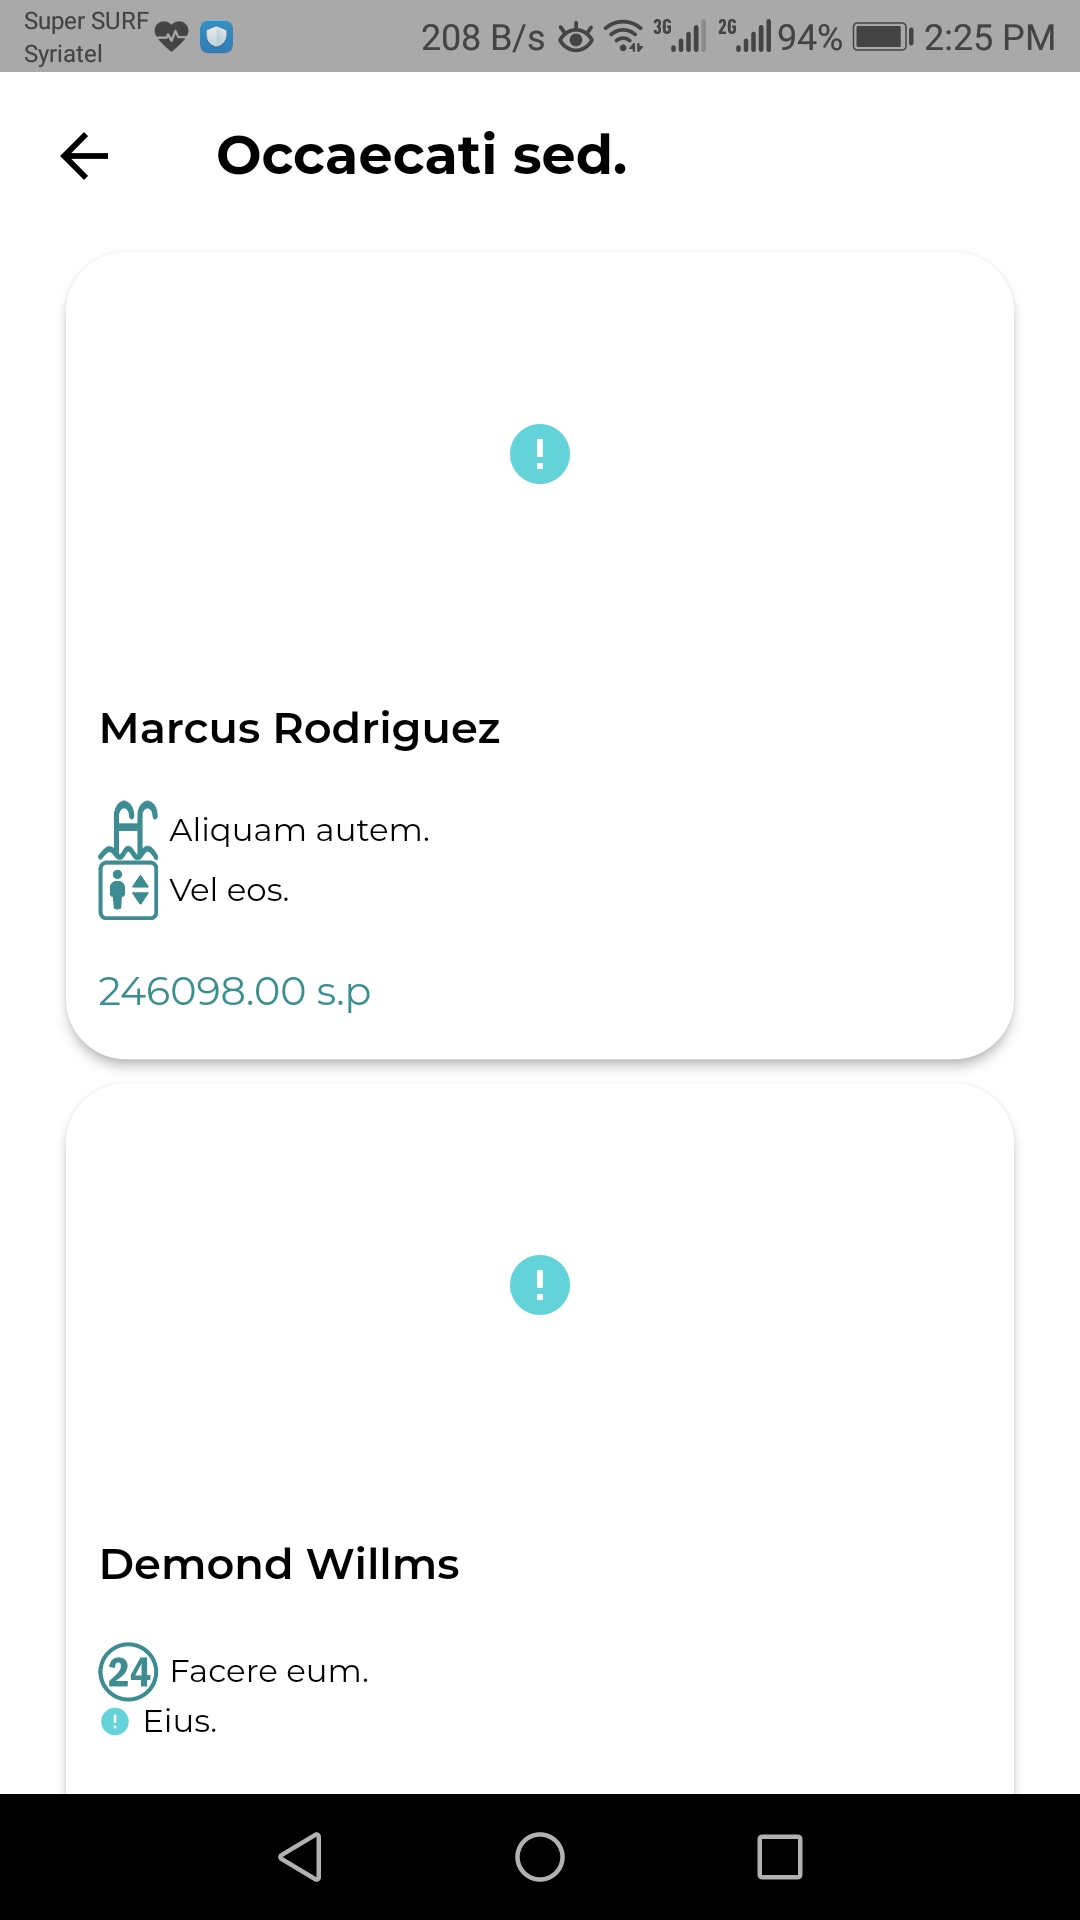 Super SURF
Syriatel
208 B/s 3G 2G 94% 2:25 PM
Occaecati sed.
Marcus Rodriguez
Aliquam autem.
Vel eos.
246098.00 s.p
Demond Willms
24 Facere eum.
Eius.